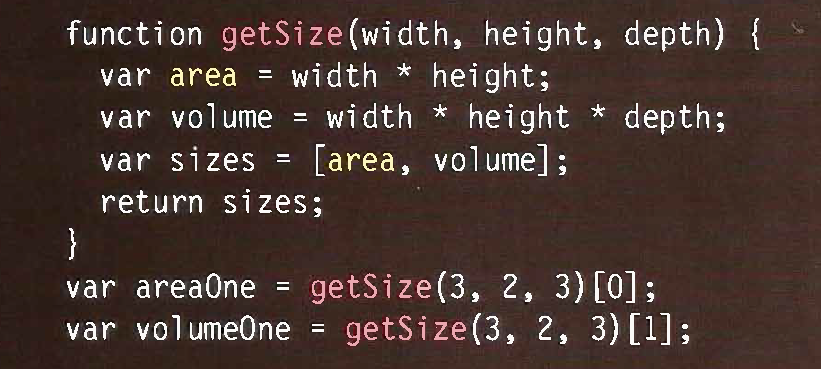 function getSize(width, height, depth) {
  var area = width * height;
  var volume = width * height * depth;
  var sizes = [area, volume];
  return sizes;
}
var areaOne = getSize(3, 2, 3)[0];
var volumeOne = getSize(3, 2, 3)[1];